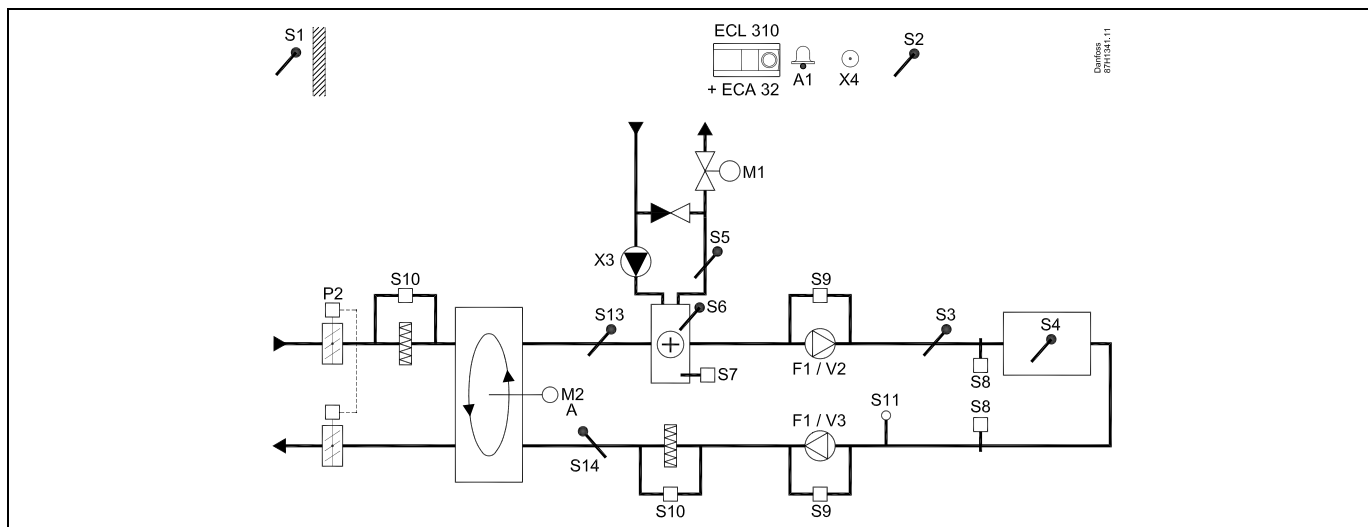 S1
ECL 310
+ ECA 32
A1
X4
S2
Danfoss
87H1341.11
M1
S5
X3
S10
P2
S13
S6
S9
S3
S4
F1 / V2
S7
S8
M2
A
S11
S8
F1 / V3
S14
S10
S9